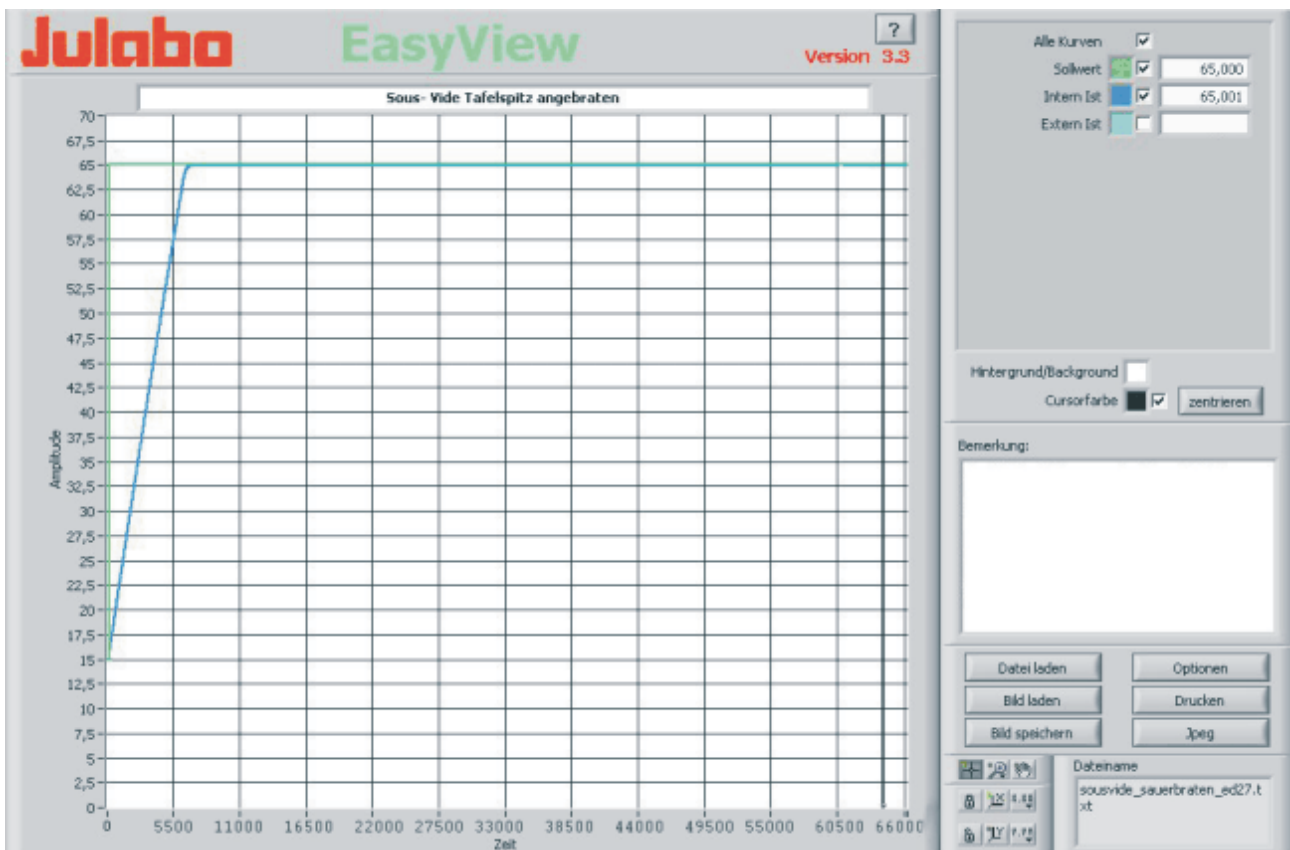 Julabo
EasyView
?
Version 3.3
Sous- Vide Tafelspitz angebraten
70
67,5
65
62,5
60
57,5
55
52,5
50
47,5
45
42,5
40
37,5
35
32,5
30
27,5
25
22,5
20
17,5
15
12,5
10
7,5
5
2,5
0
Amplitude
0 5500 11000 16500 22000 27500 33000 38500 44000 49500 55000 60500 66000
Zeit
Alle Kurven
Sollwert 65,000
Intern Ist 65,001
Extern Ist
Hintergrund/Background
Cursorfarbe zentrieren
Bemerkung:
Datei laden Optionen
Bild laden Drucken
Bild speichern Jpeg
Dateiname
sousvide_sauerbraten_ed27.t
xt